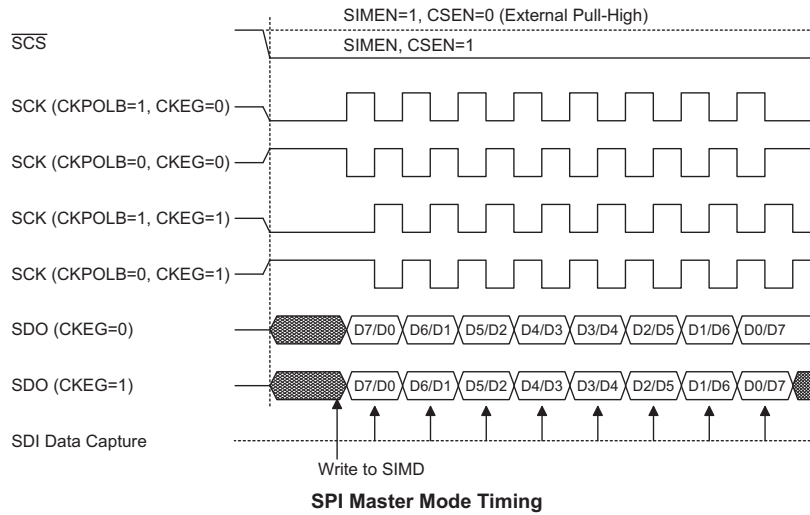 SIMEN=1, CSEN=0 (External Pull-High)
SCS
SIMEN, CSEN=1
SCK (CKPOLB=1, CKEG=0)
SCK (CKPOLB=0, CKEG=0)
SCK (CKPOLB=1, CKEG=1)
SCK (CKPOLB=0, CKEG=1)
SDO (CKEG=0) D7/D0 D6/D1 D5/D2 D4/D3 D3/D4 D2/D5 D1/D6 D0/D7
SDO (CKEG=1) D7/D0 D6/D1 D5/D2 D4/D3 D3/D4 D2/D5 D1/D6 D0/D7
SDI Data Capture
Write to SIMD
SPI Master Mode Timing